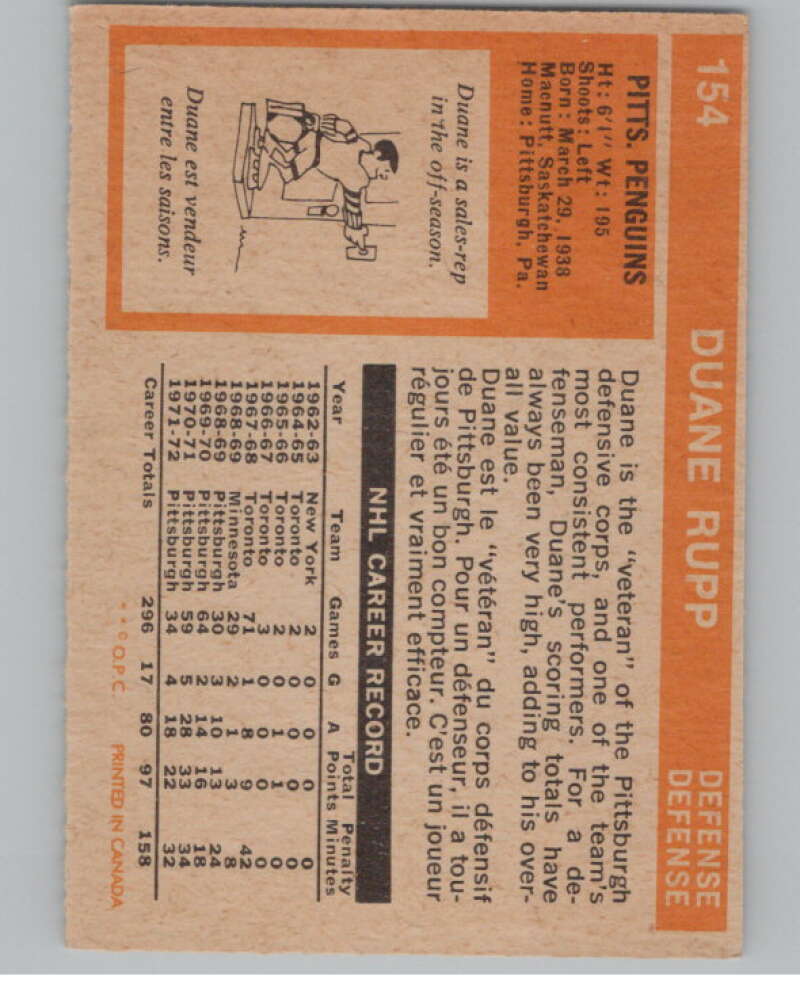 154 DUANE RUPP DEFENSE
DEFENSE
PITTS. PENGUINS
Ht: 6'1" Wt: 195
Shoots: Left
Born: March 29, 1938
Macnutt, Saskatchewan
Home: Pittsburgh, Pa.
Duane is a sales-rep
in the off-season.
Duane est vendeur
entre les saisons.
Duane is the "veteran" of the Pittsburgh
defensive corps, and one of the team's
most consistent performers. For a de-
fenseman, Duane's scoring totals have
always been very high, adding to his over-
all value.
Duane est le "vétéran" du corps défensif
de Pittsburgh. Pour un défenseur, il a tou-
jours été un bon compteur. C'est un joueur
régulier et vraiment efficace.
NHL CAREER RECORD
Total Penalty
Year Team Games G A Points Minutes
1962-63 New York 2 0 0 0 0
1964-65 Toronto 2 0 0 0 0
1965-66 Toronto 2 0 1 1 0
1966-67 Toronto 3 0 0 0 0
1967-68 Toronto 71 1 8 9 42
1968-69 Minnesota 29 2 1 3 8
1968-69 Pittsburgh 30 3 10 13 24
1969-70 Pittsburgh 64 2 14 16 18
1970-71 Pittsburgh 59 5 28 33 34
1971-72 Pittsburgh 34 4 18 22 32
Career Totals 296 17 80 97 158
* * © O.P.C. PRINTED IN CANADA